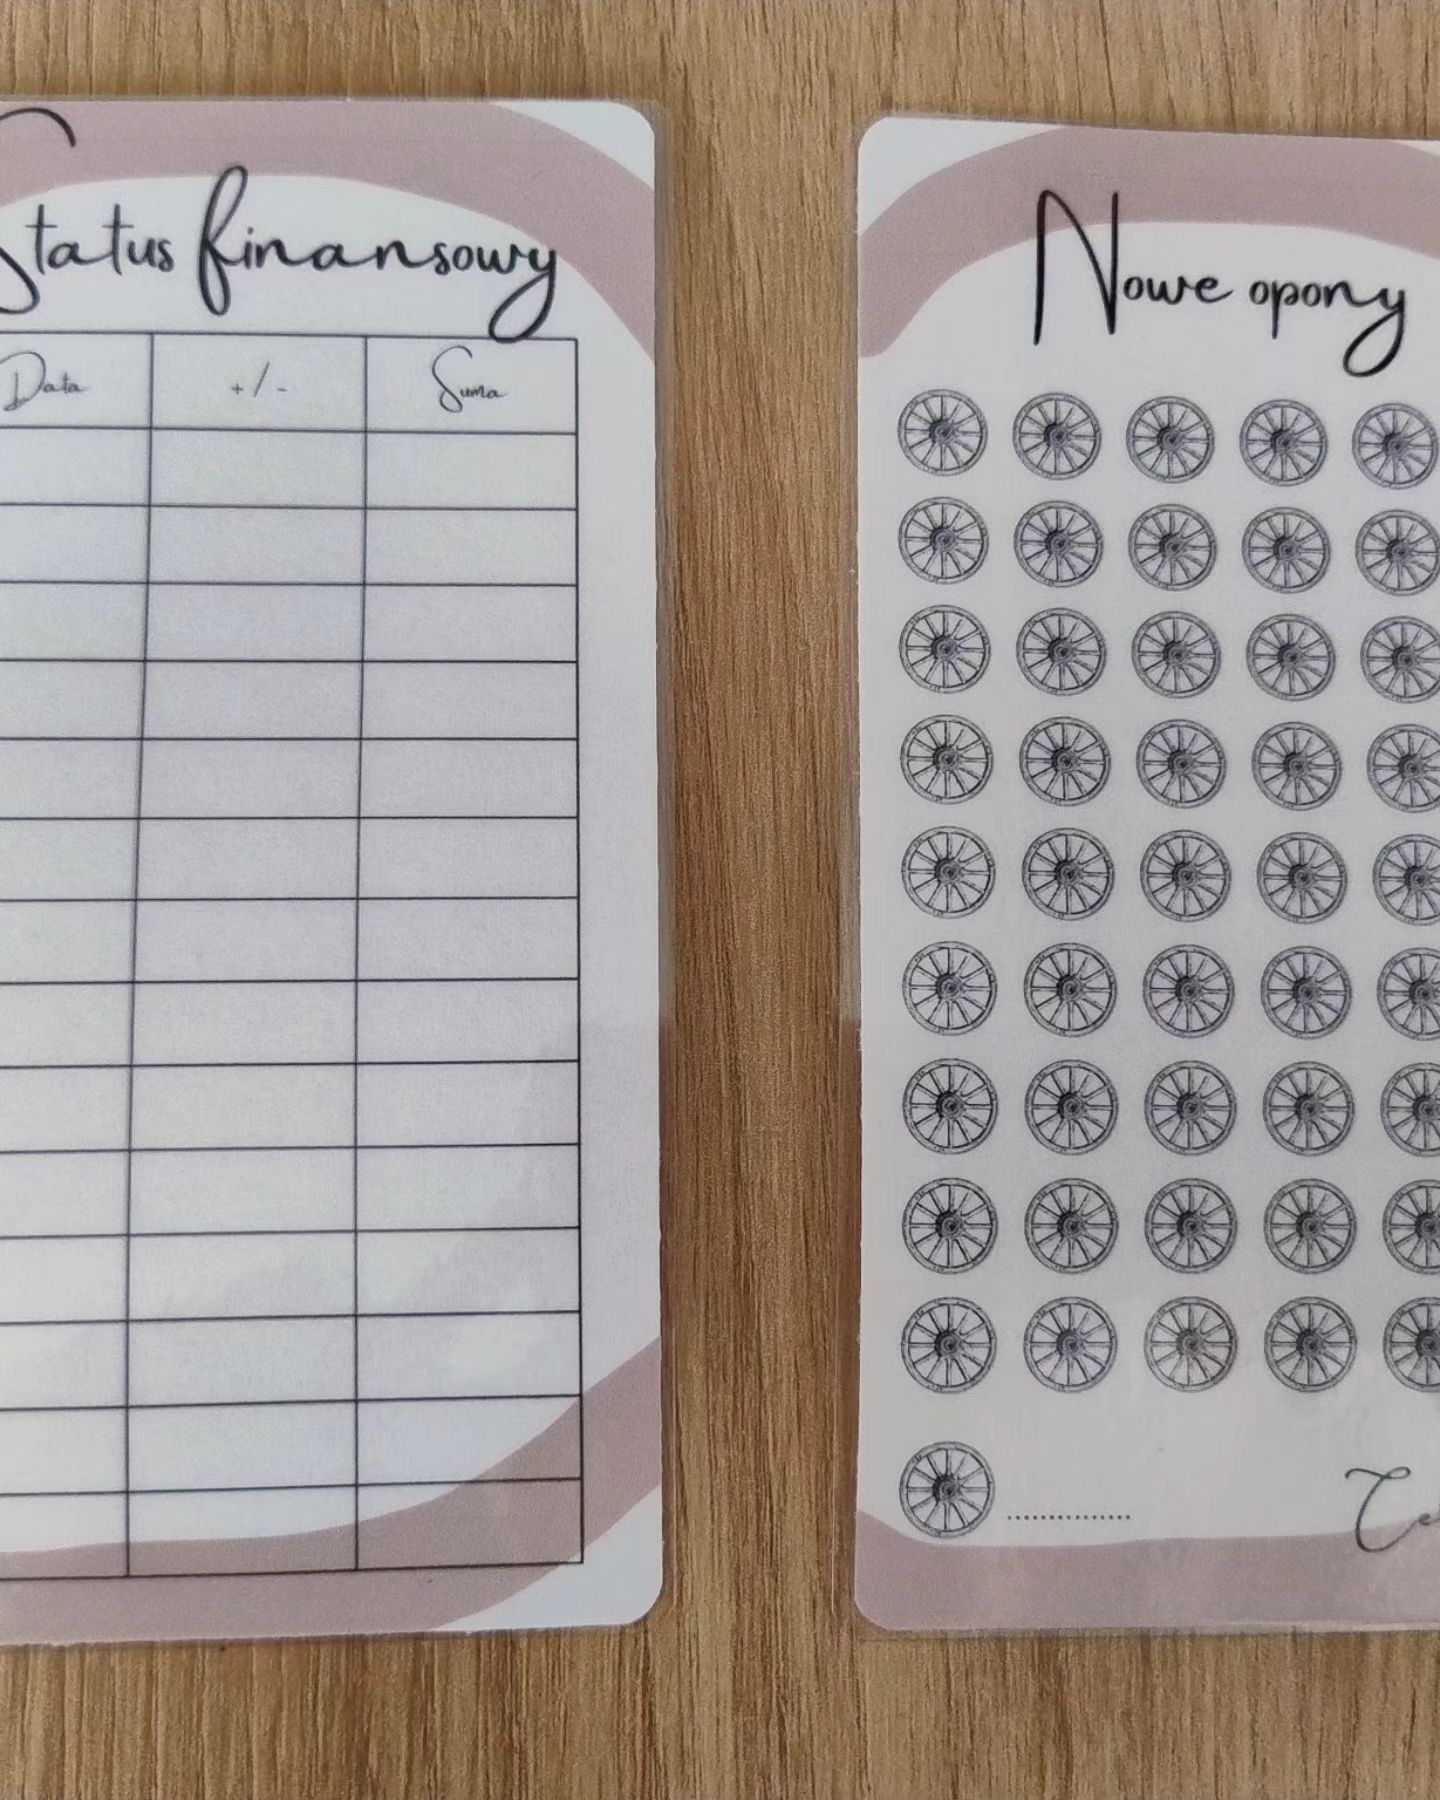 Status finansowy
Data +/- Suma
Nowe opony
...............